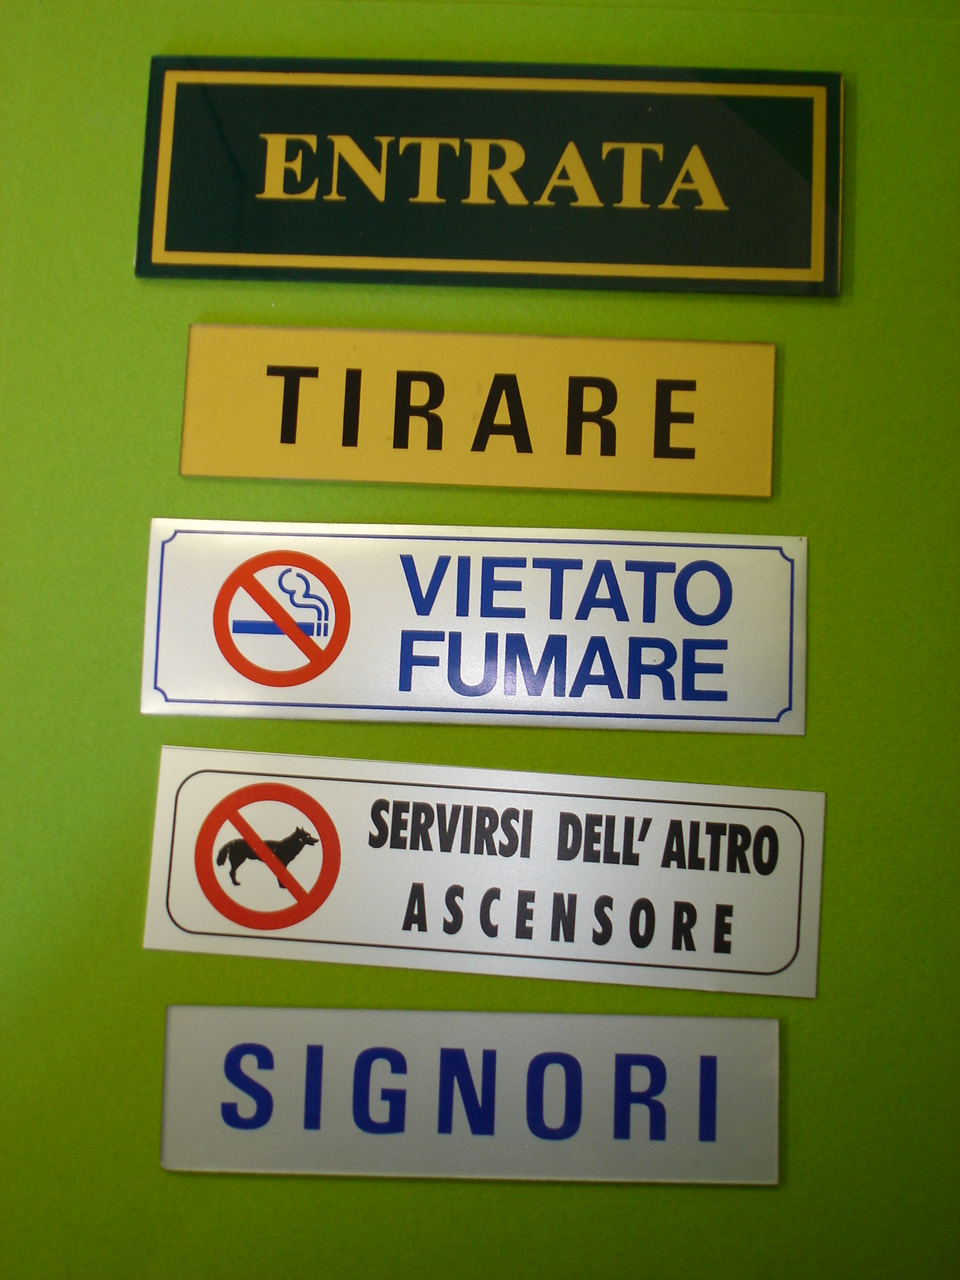 ENTRATA
TIRARE
VIETATO
FUMARE
SERVIRSI DELL' ALTRO
ASCENSORE
SIGNORI